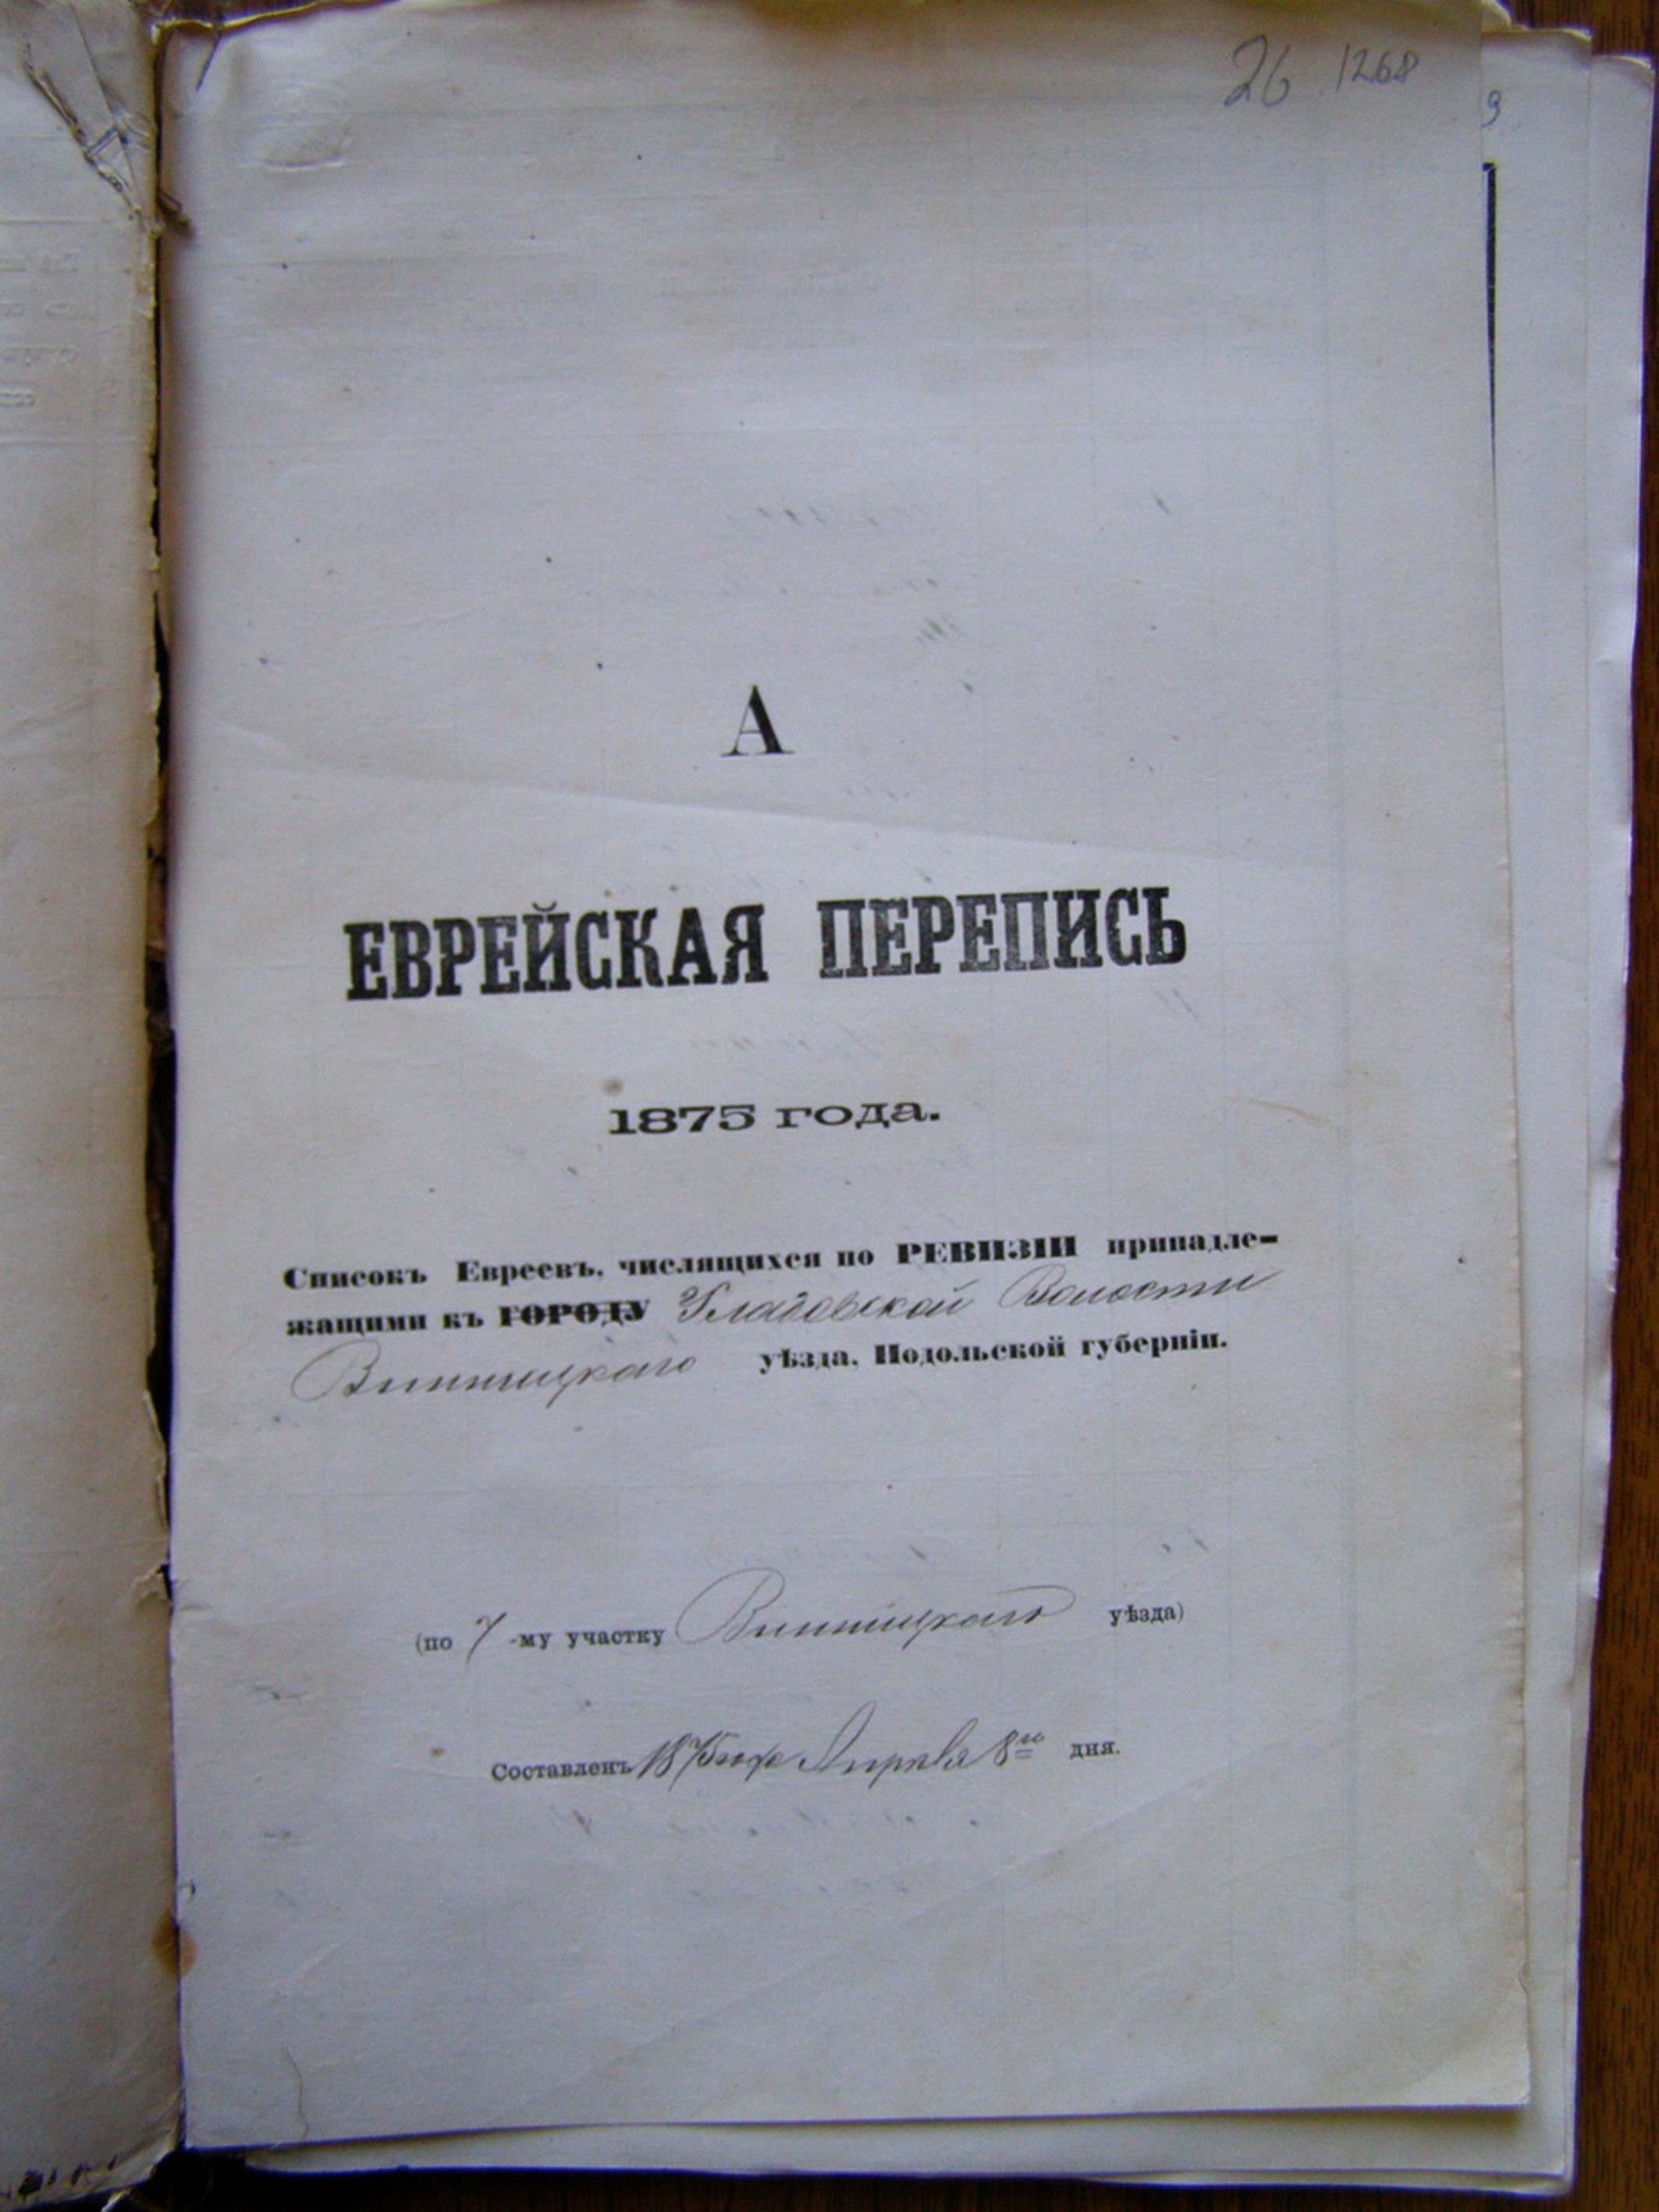 26 1268
9
А
ЕВРЕЙСКАЯ ПЕРЕПИСЬ
1875 года.
Списокъ Евреевъ, числящихся по РЕВИЗІИ принадле-
жащими къ ГОРОДУ Уладовской Волости
Винницкаго уѣзда, Подольской губерніи.
(по 7-му участку Винницкаго уѣзда)
Составленъ 1875 года Апреля 8го дня.